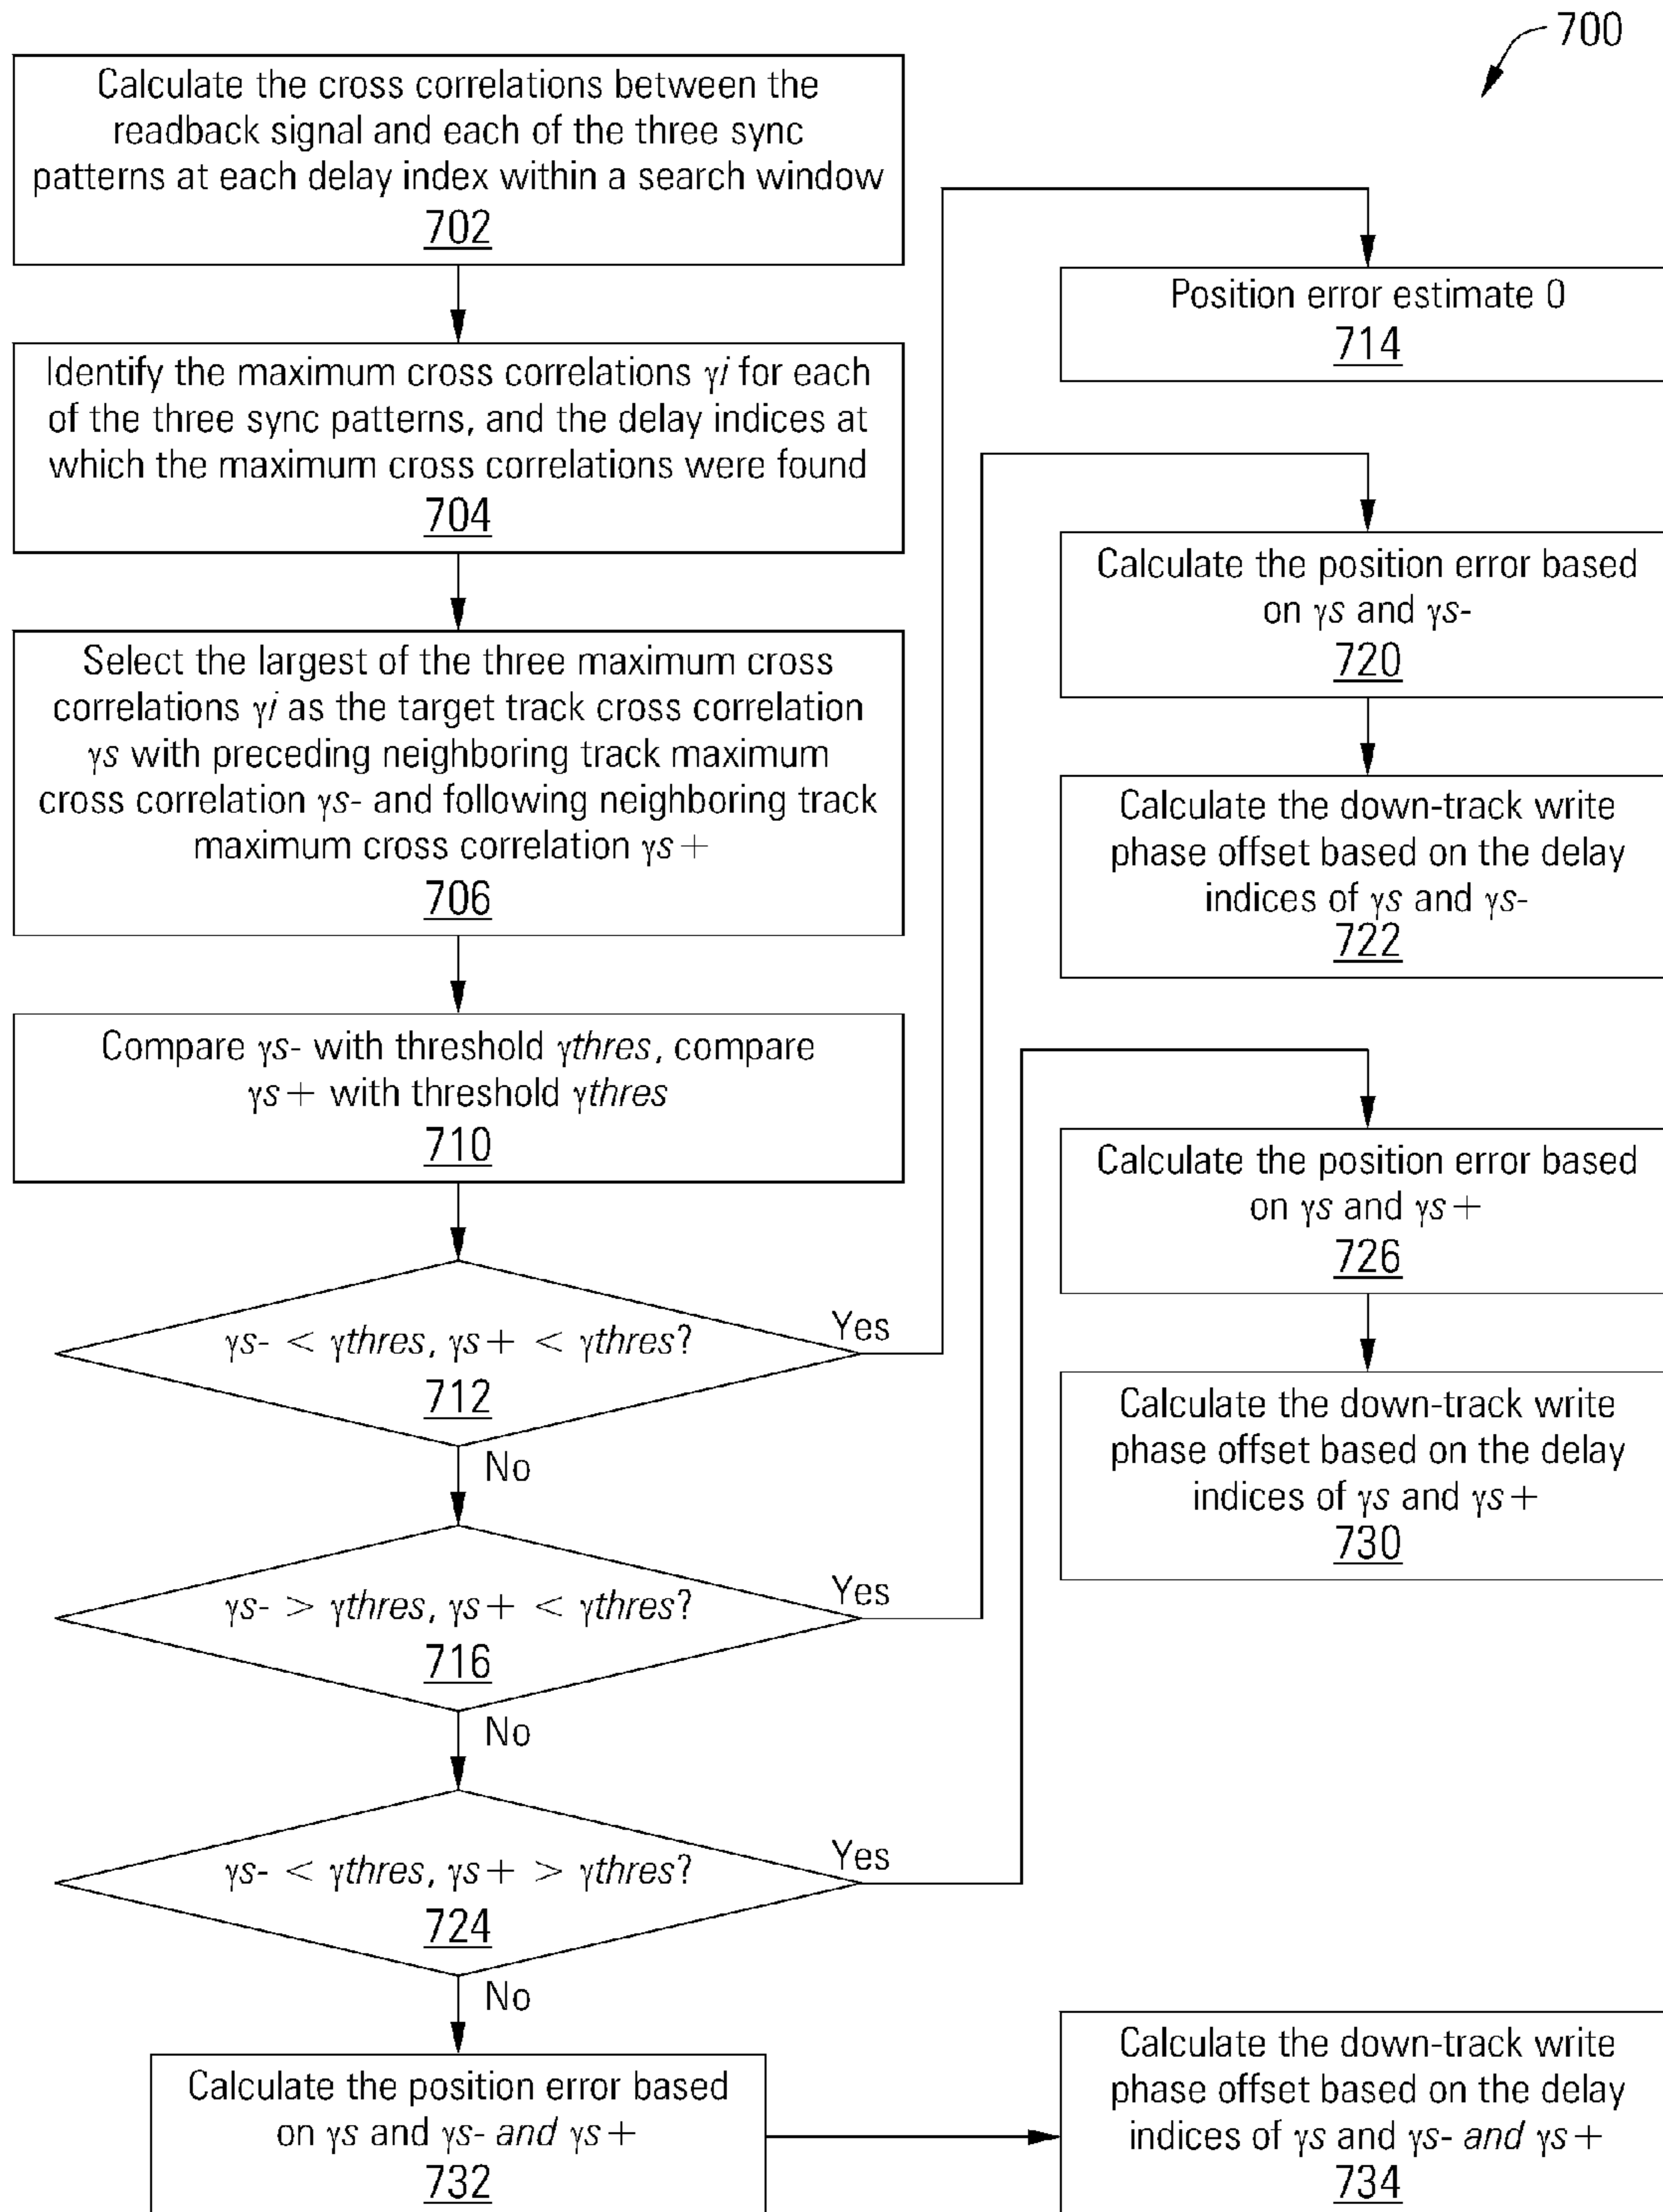 700
Calculate the cross correlations between the
readback signal and each of the three sync
patterns at each delay index within a search window
702
Identify the maximum cross correlations γi for each
of the three sync patterns, and the delay indices at
which the maximum cross correlations were found
704
Select the largest of the three maximum cross
correlations γi as the target track cross correlation
γs with preceding neighboring track maximum
cross correlation γs- and following neighboring track
maximum cross correlation γs+
706
Compare γs- with threshold γthres, compare
γs+ with threshold γthres
710
γs- < γthres, γs+ < γthres?
712
Yes
No
Position error estimate 0
714
γs- > γthres, γs+ < γthres?
716
Yes
No
Calculate the position error based
on γs and γs-
720
Calculate the down-track write
phase offset based on the delay
indices of γs and γs-
722
γs- < γthres, γs+ > γthres?
724
Yes
No
Calculate the position error based
on γs and γs+
726
Calculate the down-track write
phase offset based on the delay
indices of γs and γs+
730
Calculate the position error based
on γs and γs- and γs+
732
Calculate the down-track write
phase offset based on the delay
indices of γs and γs- and γs+
734